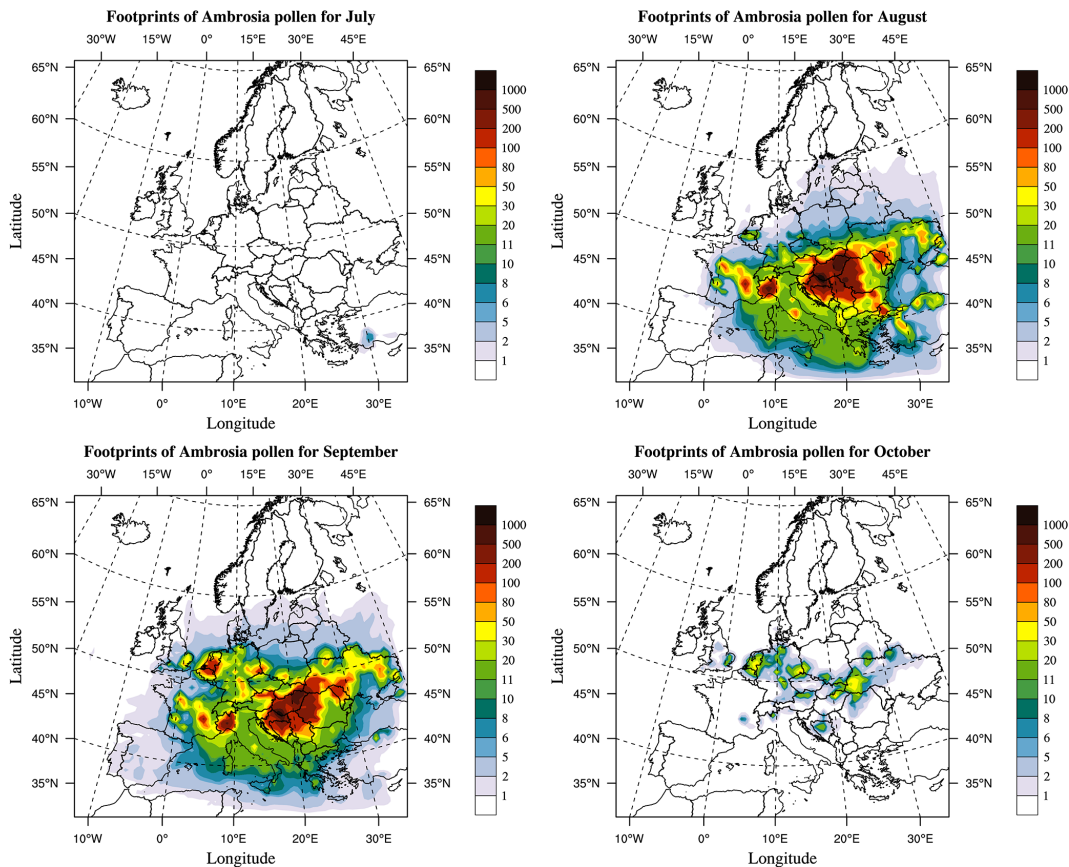 Footprints of Ambrosia pollen for July
30°W 15°W 0° 15°E 30°E 45°E
65°N 65°N
60°N 60°N
55°N 55°N
50°N 50°N
45°N 45°N
40°N 40°N
35°N 35°N
Latitude
10°W 0° 10°E 20°E 30°E
Longitude
1000
500
200
100
80
50
30
20
11
10
8
6
5
2
1
Footprints of Ambrosia pollen for August
30°W 15°W 0° 15°E 30°E 45°E
65°N 65°N
60°N 60°N
55°N 55°N
50°N 50°N
45°N 45°N
40°N 40°N
35°N 35°N
Latitude
10°W 0° 10°E 20°E 30°E
Longitude
1000
500
200
100
80
50
30
20
11
10
8
6
5
2
1
Footprints of Ambrosia pollen for September
30°W 15°W 0° 15°E 30°E 45°E
65°N 65°N
60°N 60°N
55°N 55°N
50°N 50°N
45°N 45°N
40°N 40°N
35°N 35°N
Latitude
10°W 0° 10°E 20°E 30°E
Longitude
1000
500
200
100
80
50
30
20
11
10
8
6
5
2
1
Footprints of Ambrosia pollen for October
30°W 15°W 0° 15°E 30°E 45°E
65°N 65°N
60°N 60°N
55°N 55°N
50°N 50°N
45°N 45°N
40°N 40°N
35°N 35°N
Latitude
10°W 0° 10°E 20°E 30°E
Longitude
1000
500
200
100
80
50
30
20
11
10
8
6
5
2
1